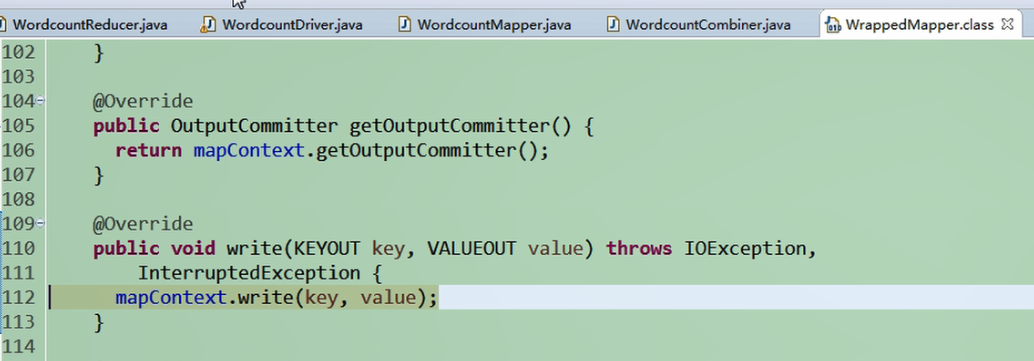 WordcountReducer.java WordcountDriver.java WordcountMapper.java WordcountCombiner.java WrappedMapper.class
102 }
103
104 @Override
105 public OutputCommitter getOutputCommitter() {
106 return mapContext.getOutputCommitter();
107 }
108
109 @Override
110 public void write(KEYOUT key, VALUEOUT value) throws IOException,
111 InterruptedException {
112 mapContext.write(key, value);
113 }
114